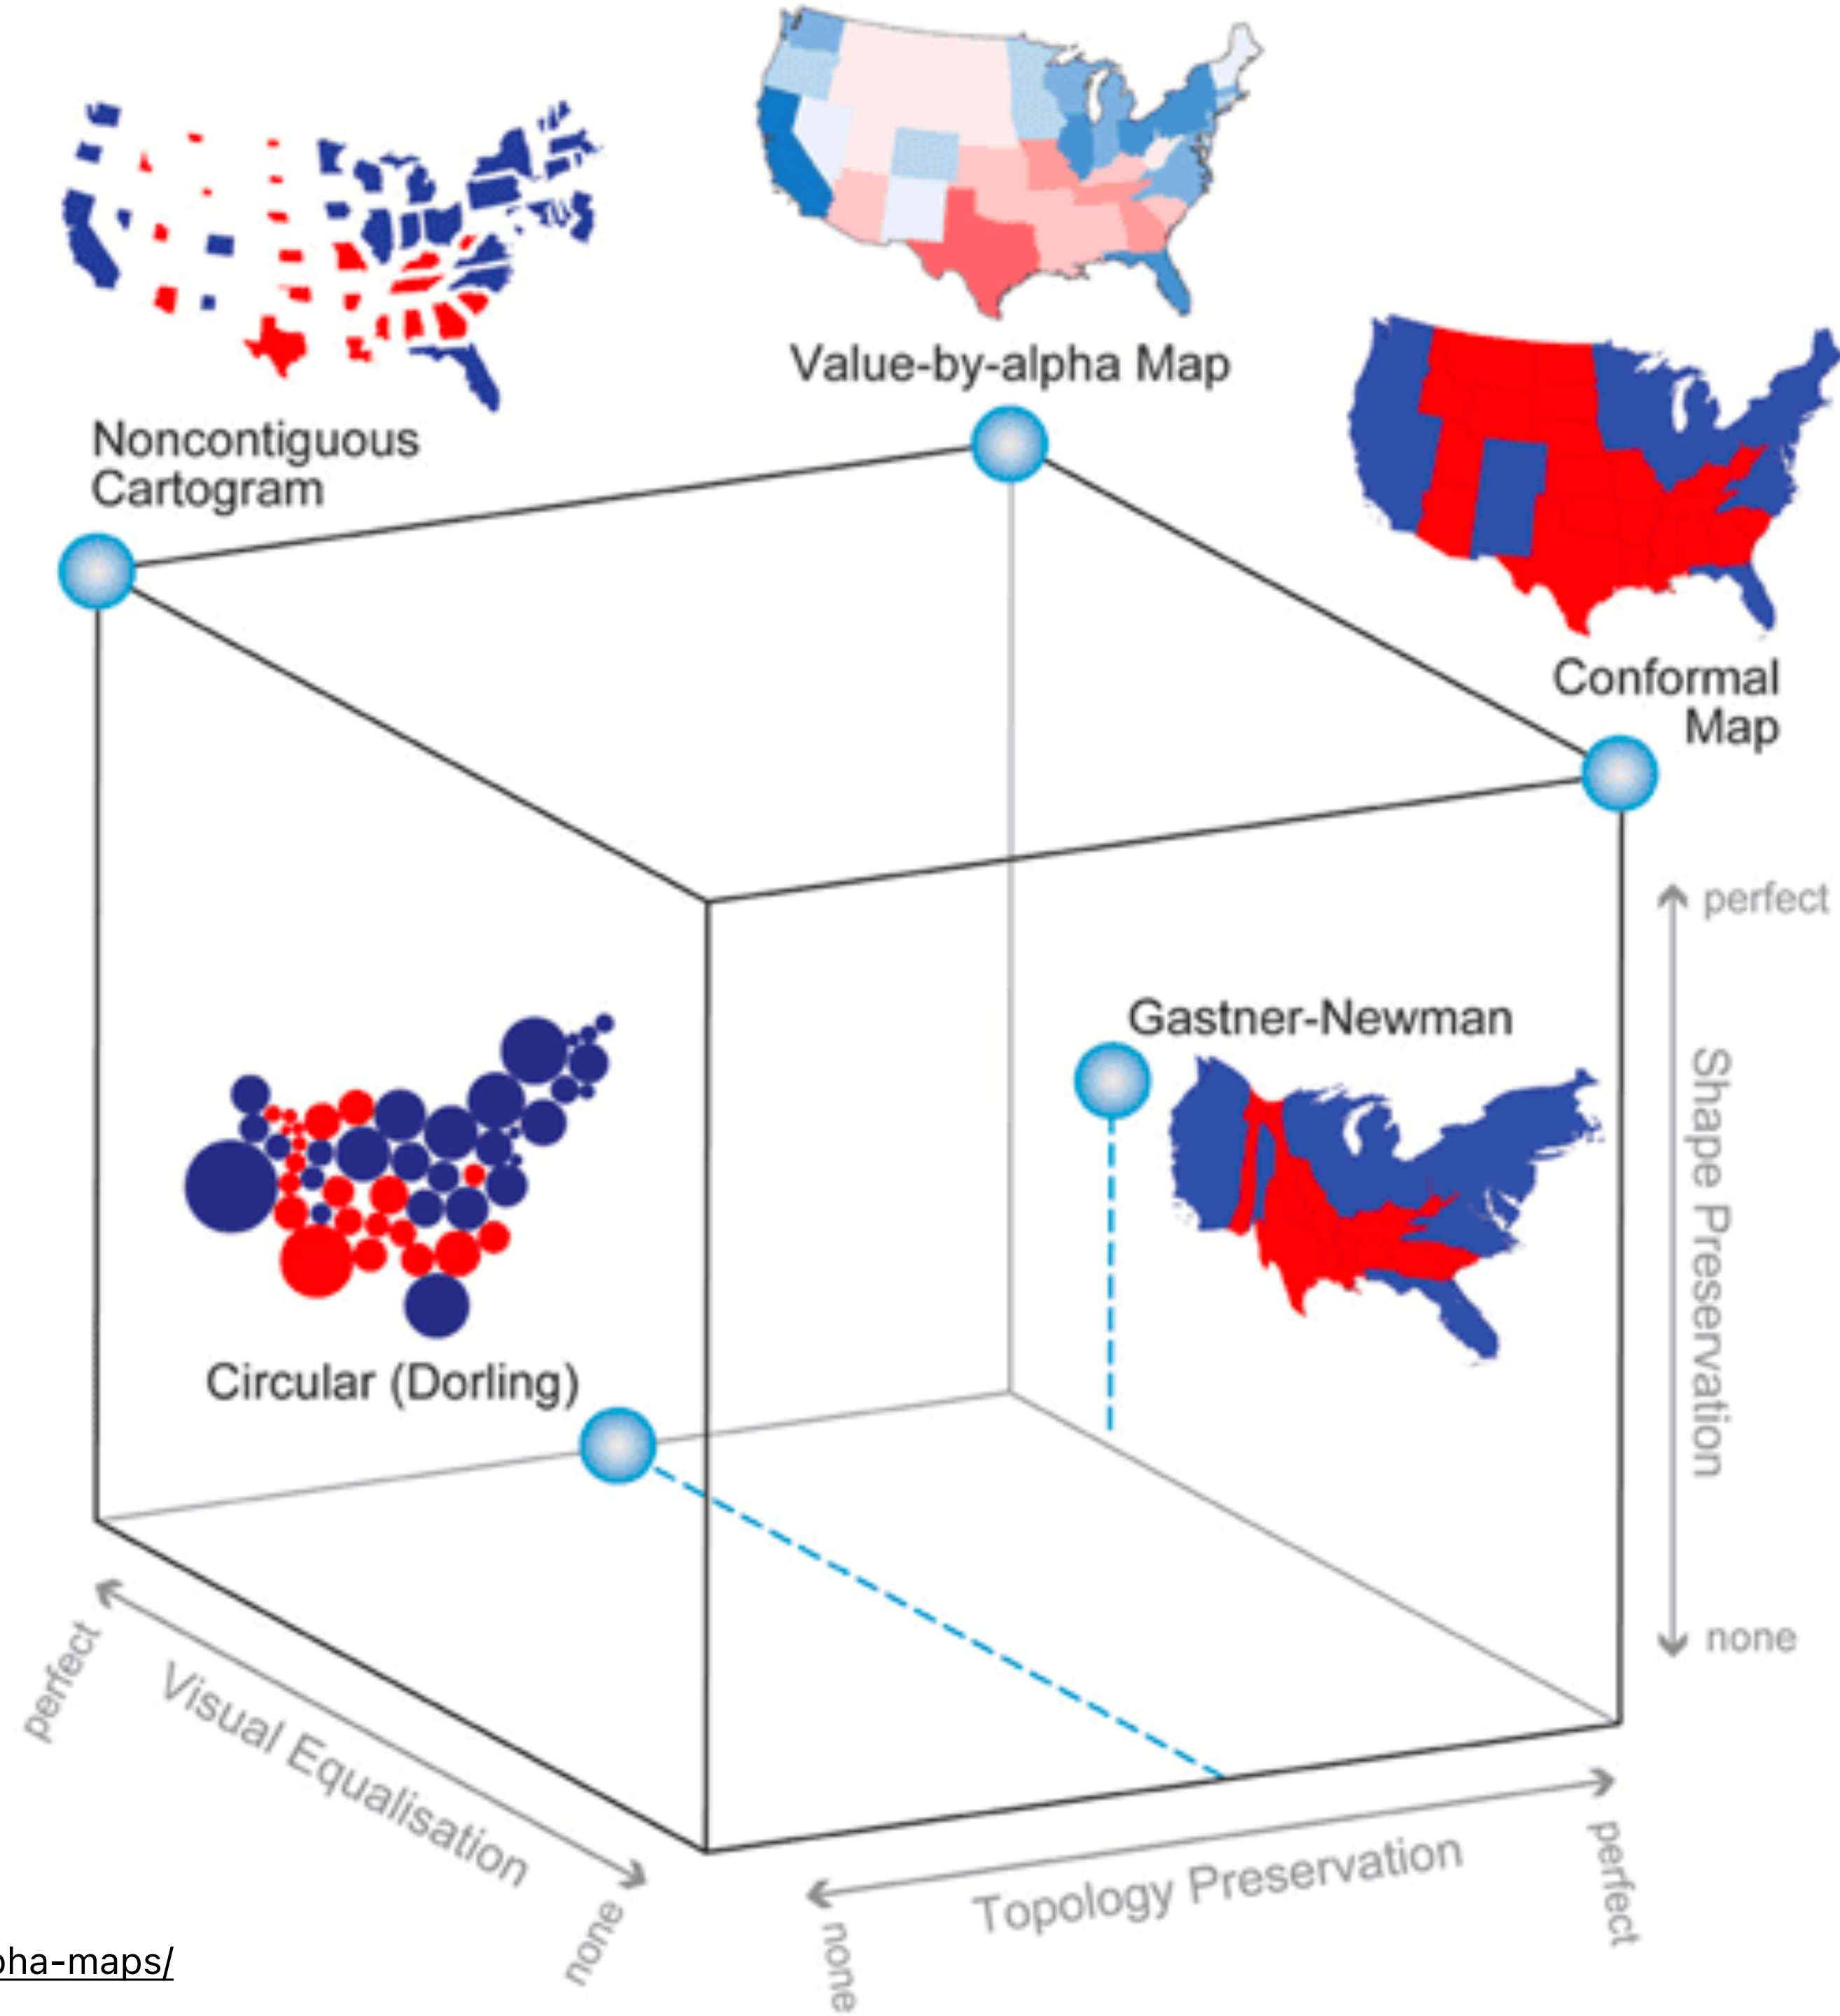 Value-by-alpha Map
Noncontiguous
Cartogram
Conformal
Map
perfect
Gastner-Newman
Shape Preservation
Circular (Dorling)
none
perfect
Visual Equalisation
none
Topology Preservation
none
perfect
pha-maps/